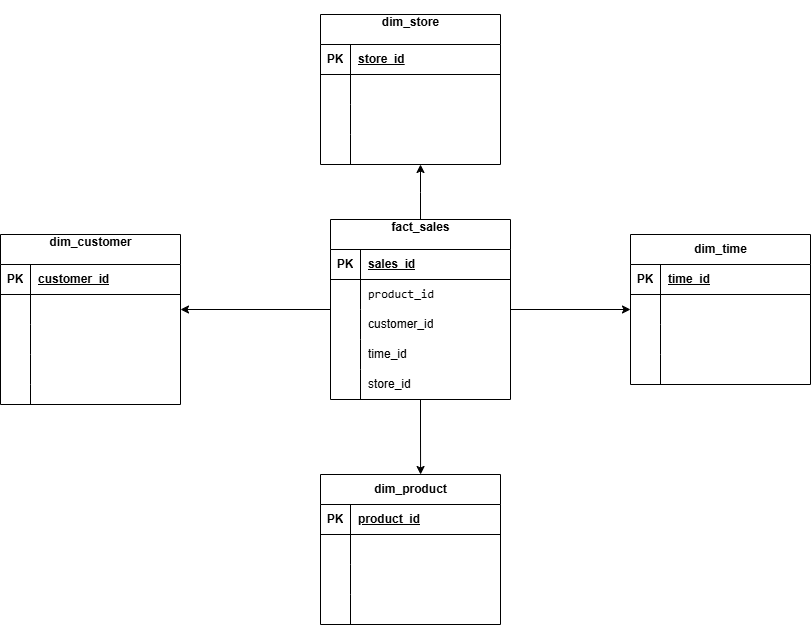 dim_store
PK store_id
fact_sales
PK sales_id
product_id
customer_id
time_id
store_id
dim_customer
PK customer_id
dim_time
PK time_id
dim_product
PK product_id